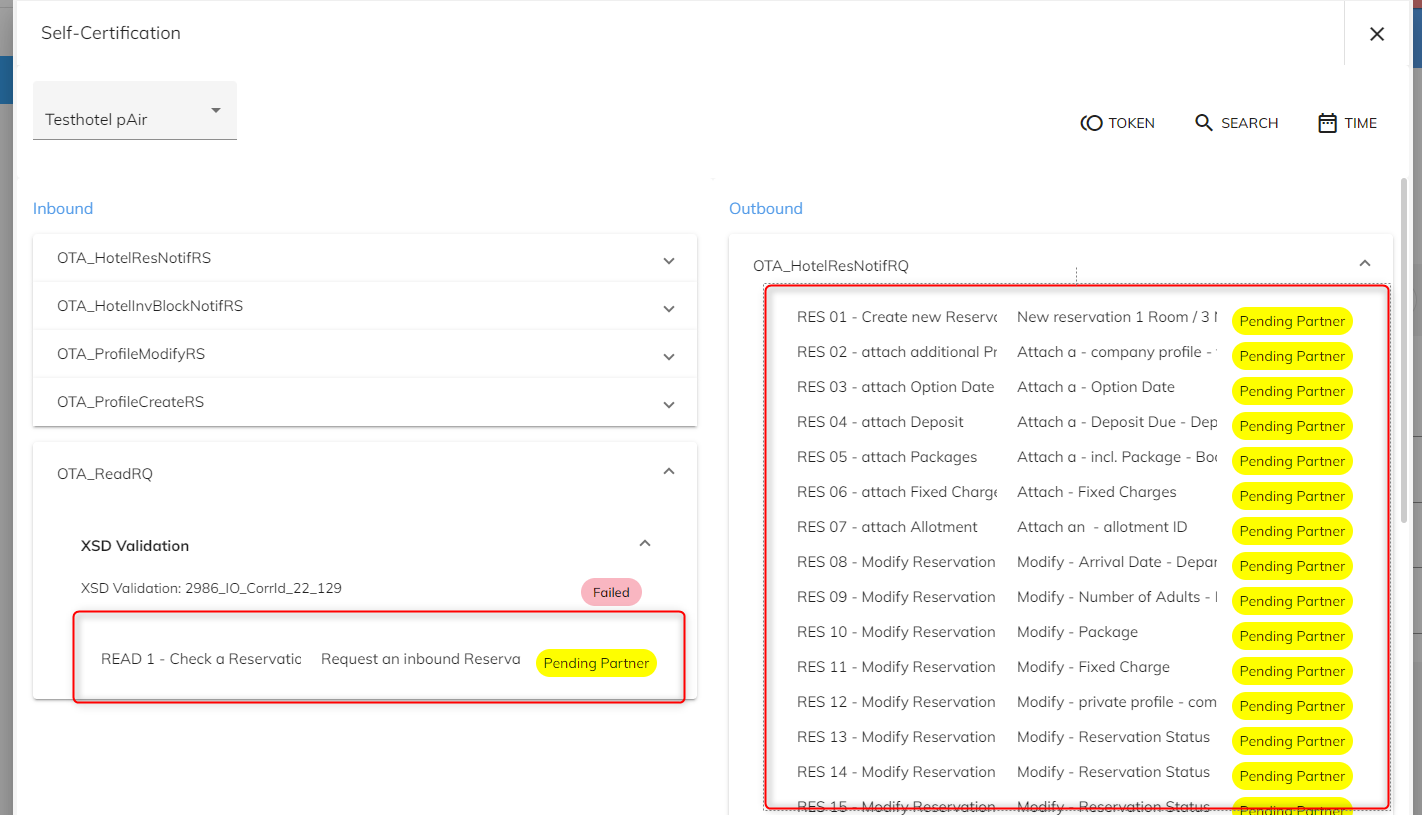 Self-Certification
Testhotel pAir
TOKEN SEARCH TIME
Inbound
OTA_HotelResNotifRS
OTA_HotelInvBlockNotifRS
OTA_ProfileModifyRS
OTA_ProfileCreateRS
OTA_ReadRQ
XSD Validation
XSD Validation: 2986_IO_CorrId_22_129 Failed
READ 1 - Check a Reservatio Request an inbound Reserva Pending Partner
Outbound
OTA_HotelResNotifRQ
RES 01 - Create new Reserva New reservation 1 Room / 3 Pending Partner
RES 02 - attach additional Pr Attach a - company profile - Pending Partner
RES 03 - attach Option Date Attach a - Option Date Pending Partner
RES 04 - attach Deposit Attach a - Deposit Due - Dep Pending Partner
RES 05 - attach Packages Attach a - incl. Package - Boo Pending Partner
RES 06 - attach Fixed Charge Attach - Fixed Charges Pending Partner
RES 07 - attach Allotment Attach an - allotment ID Pending Partner
RES 08 - Modify Reservation Modify - Arrival Date - Depar Pending Partner
RES 09 - Modify Reservation Modify - Number of Adults - Pending Partner
RES 10 - Modify Reservation Modify - Package Pending Partner
RES 11 - Modify Reservation Modify - Fixed Charge Pending Partner
RES 12 - Modify Reservation Modify - private profile - com Pending Partner
RES 13 - Modify Reservation Modify - Reservation Status Pending Partner
RES 14 - Modify Reservation Modify - Reservation Status Pending Partner
RES 15 - Modify Reservation Modify - Reservation Status Pending Partner